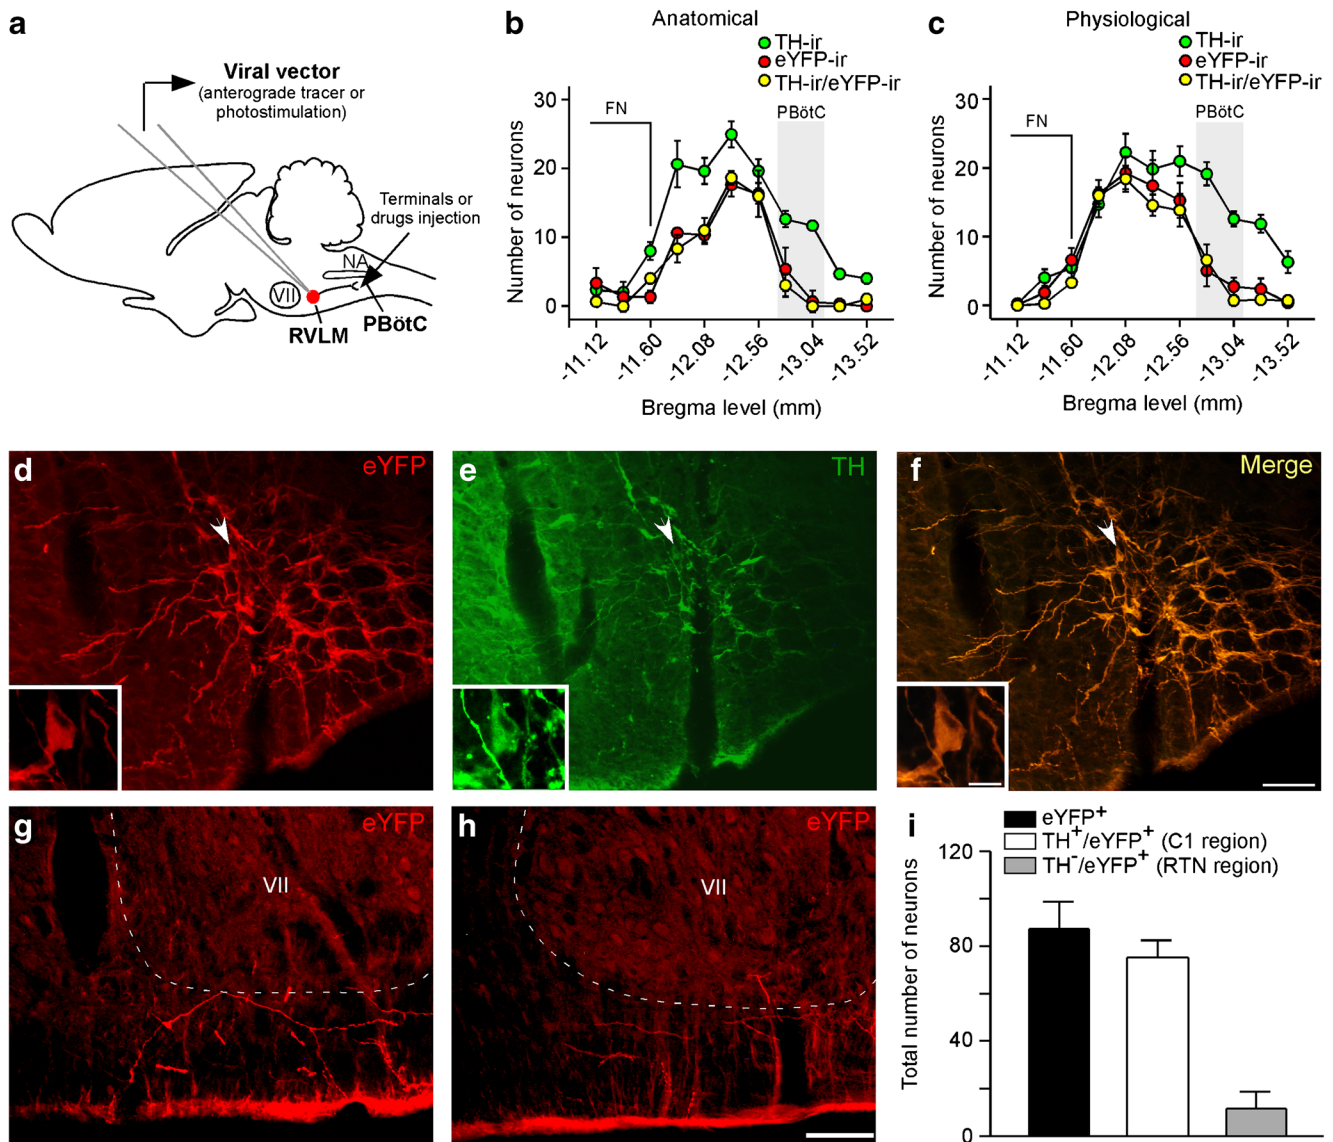 a
Viral vector
(anterograde tracer or
photostimulation)
Terminals or
drugs injection
NA
VII
RVLM
PBötC
b
Anatomical
TH-ir
eYFP-ir
TH-ir/eYFP-ir
FN
PBötC
Number of neurons
30
20
10
0
-11.12
-11.60
-12.08
-12.56
-13.04
-13.52
Bregma level (mm)
c
Physiological
TH-ir
eYFP-ir
TH-ir/eYFP-ir
FN
PBötC
Number of neurons
30
20
10
0
-11.12
-11.60
-12.08
-12.56
-13.04
-13.52
Bregma level (mm)
d
eYFP
e
TH
f
Merge
g
eYFP
VII
h
eYFP
VII
i
eYFP+
TH+/eYFP+ (C1 region)
TH-/eYFP+ (RTN region)
Total number of neurons
120
80
40
0